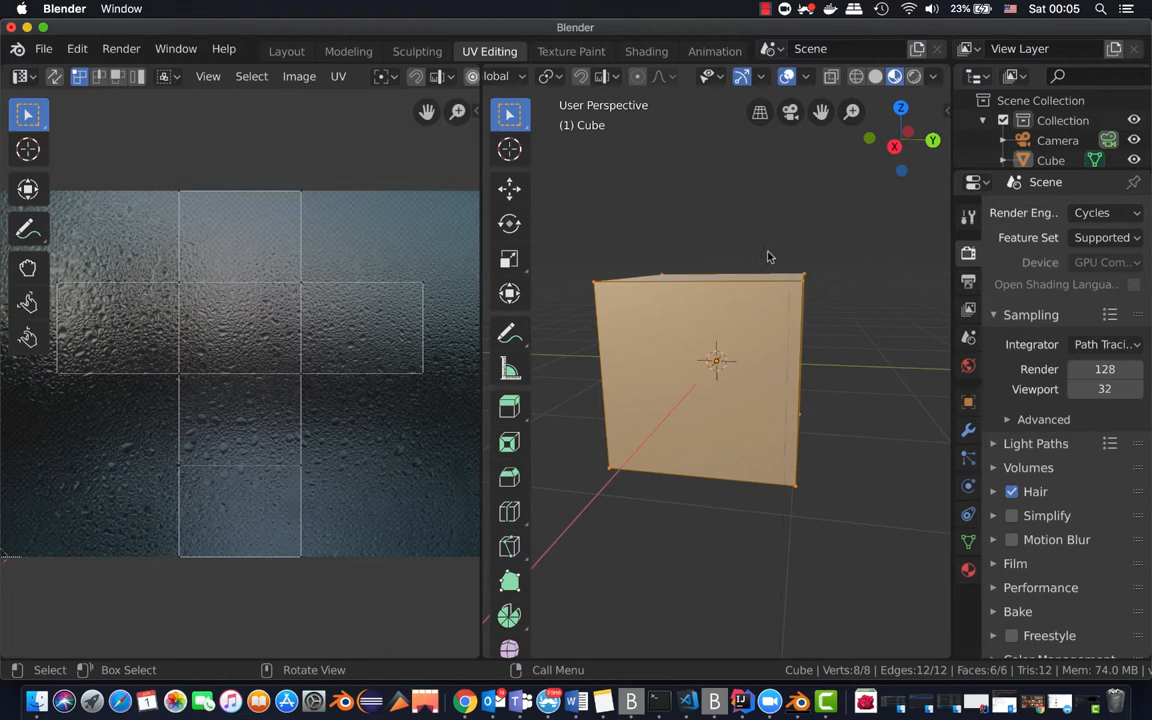 Blender Window 23% Sat 00:05
Blender
File Edit Render Window Help Layout Modeling Sculpting UV Editing Texture Paint Shading Animation Scene View Layer
View Select Image UV Global
User Perspective
(1) Cube
Z
Y
X
Scene Collection
Collection
Camera
Cube
Scene
Render Eng.. Cycles
Feature Set Supported
Device GPU Com..
Open Shading Langua..
Sampling
Integrator Path Traci..
Render 128
Viewport 32
Advanced
Light Paths
Volumes
Hair
Simplify
Motion Blur
Film
Performance
Bake
Freestyle
Select Box Select Rotate View Call Menu Cube | Verts:8/8 | Edges:12/12 | Faces:6/6 | Tris:12 | Mem: 74.0 MB | v